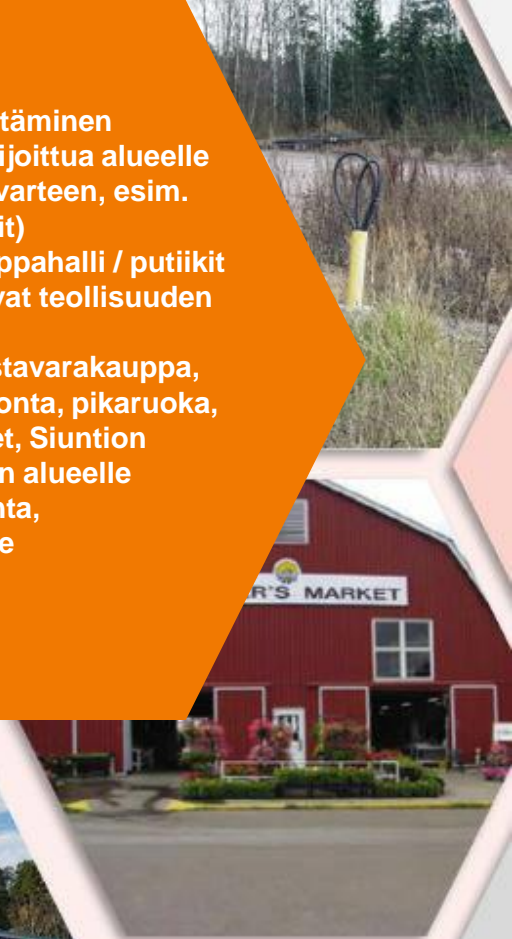 täminen
ijoittua alueelle
varteen, esim.
it)
ppahalli / putiikit
vat teollisuuden
stavarakauppa,
onta, pikaruoka,
et, Siuntion
n alueelle
nta,
e
R'S MARKET